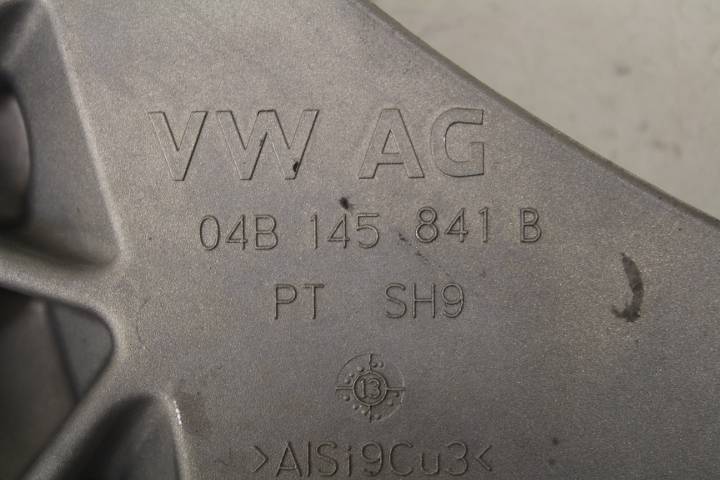 VW AG
04B 145 841 B
PT SH9
13
>AlSi9Cu3<